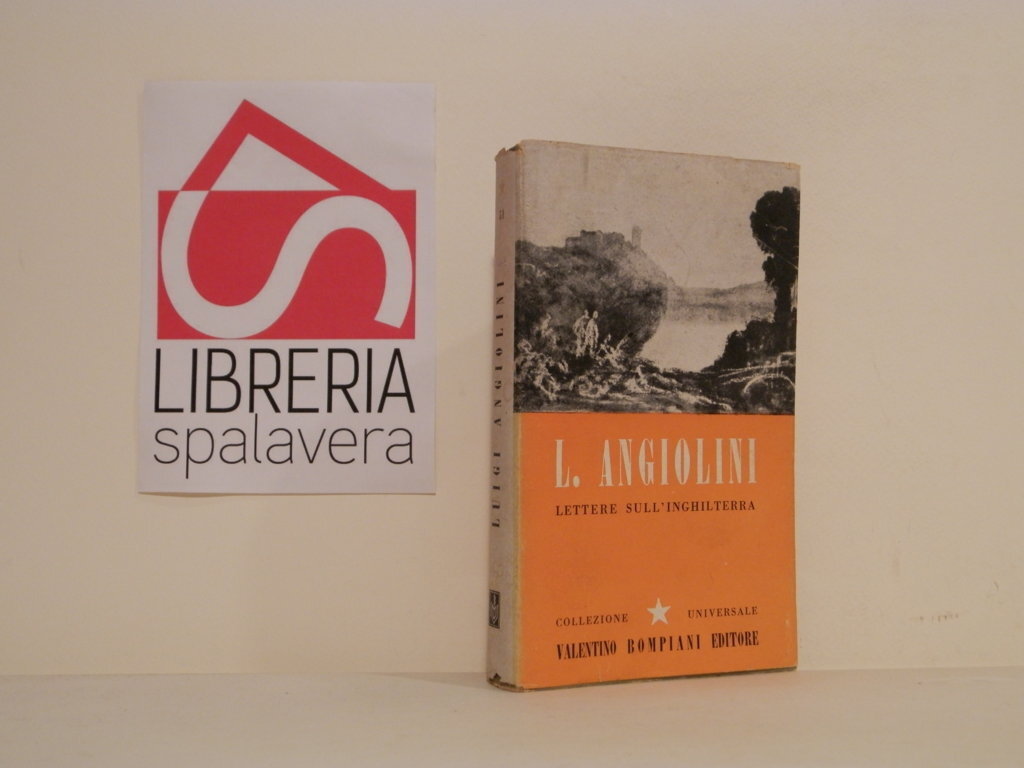 LIBRERIA
spalavera
LUIGI ANGIOLINI
L. ANGIOLINI
LETTERE SULL'INGHILTERRA
COLLEZIONE UNIVERSALE
VALENTINO BOMPIANI EDITORE